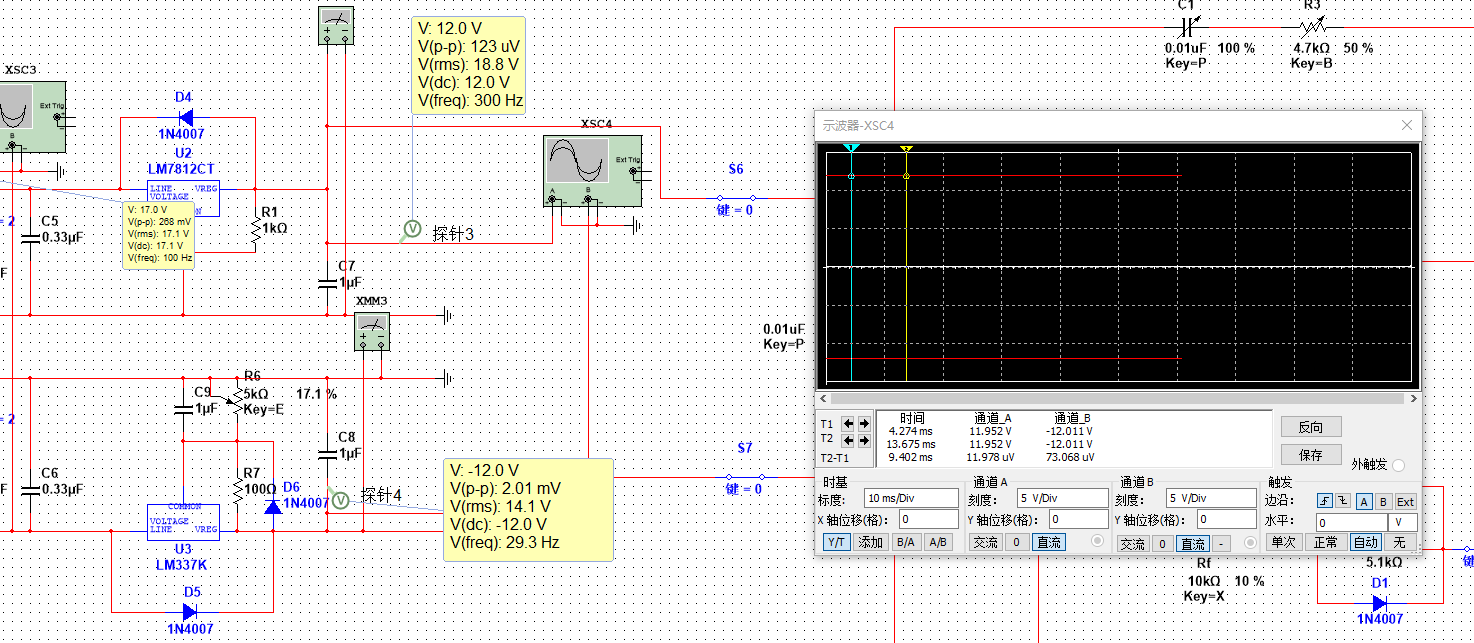 XSC3
Ext Trig
B
D4
1N4007
U2
LM7812CT
LINE VREG
VOLTAGE
V: 17.0 V
V(p-p): 268 mV
V(rms): 17.1 V
V(dc): 17.1 V
V(freq): 100 Hz
R1
1kΩ
C5
0.33µF
= 2
F
V: 12.0 V
V(p-p): 123 uV
V(rms): 18.8 V
V(dc): 12.0 V
V(freq): 300 Hz
V
探针3
C7
1µF
XMM3
XSC4
Ext Trig
A
B
S6
键 = 0
C1
0.01uF 100 %
Key=P
R3
4.7kΩ 50 %
Key=B
0.01uF
Key=P
R6
5kΩ 17.1 %
Key=E
C9
1µF
= 2
F
C6
0.33µF
R7
100Ω
D6
1N4007
C8
1µF
V
探针4
V: -12.0 V
V(p-p): 2.01 mV
V(rms): 14.1 V
V(dc): -12.0 V
V(freq): 29.3 Hz
S7
键 = 0
COMMON
VOLTAGE
LINE VREG
U3
LM337K
D5
1N4007
示波器-XSC4
T1
T2
T2-T1
时间 通道_A 通道_B
4.274 ms 11.952 V -12.011 V
13.675 ms 11.952 V -12.011 V
9.402 ms 11.978 uV 73.068 uV
反向
保存
外触发
时基
标度: 10 ms/Div
X 轴位移(格): 0
Y/T 添加 B/A A/B
通道 A
刻度: 5 V/Div
Y 轴位移(格): 0
交流 0 直流
通道 B
刻度: 5 V/Div
Y 轴位移(格): 0
交流 0 直流 -
触发
边沿: A B Ext
水平: 0 V
单次 正常 自动 无
Rf
10kΩ 10 %
Key=X
5.1kΩ
D1
1N4007
键